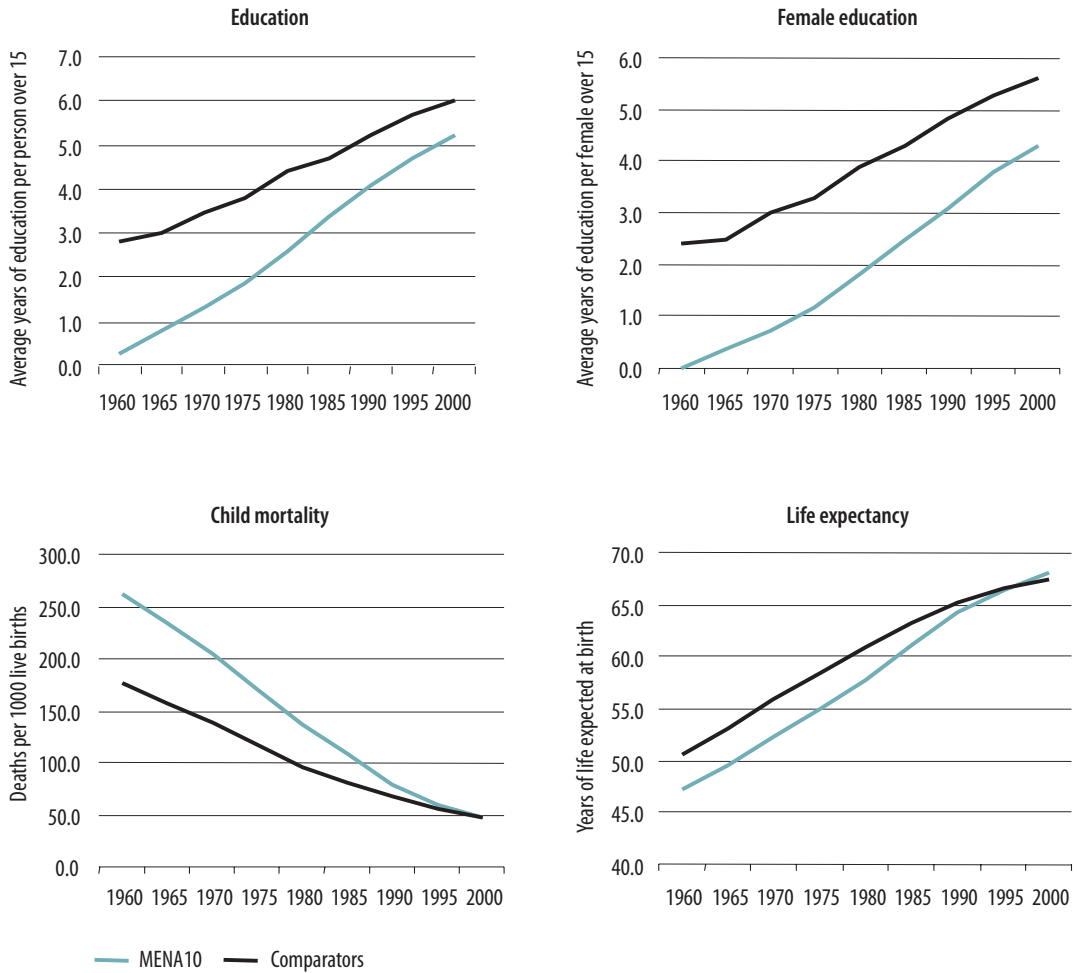 Education
Average years of education per person over 15
7.0
6.0
5.0
4.0
3.0
2.0
1.0
0.0
1960 1965 1970 1975 1980 1985 1990 1995 2000
Female education
Average years of education per female over 15
6.0
5.0
4.0
3.0
2.0
1.0
0.0
1960 1965 1970 1975 1980 1985 1990 1995 2000
Child mortality
Deaths per 1000 live births
300.0
250.0
200.0
150.0
100.0
50.0
0.0
1960 1965 1970 1975 1980 1985 1990 1995 2000
Life expectancy
Years of life expected at birth
70.0
65.0
60.0
55.0
50.0
45.0
40.0
1960 1965 1970 1975 1980 1985 1990 1995 2000
MENA10 Comparators